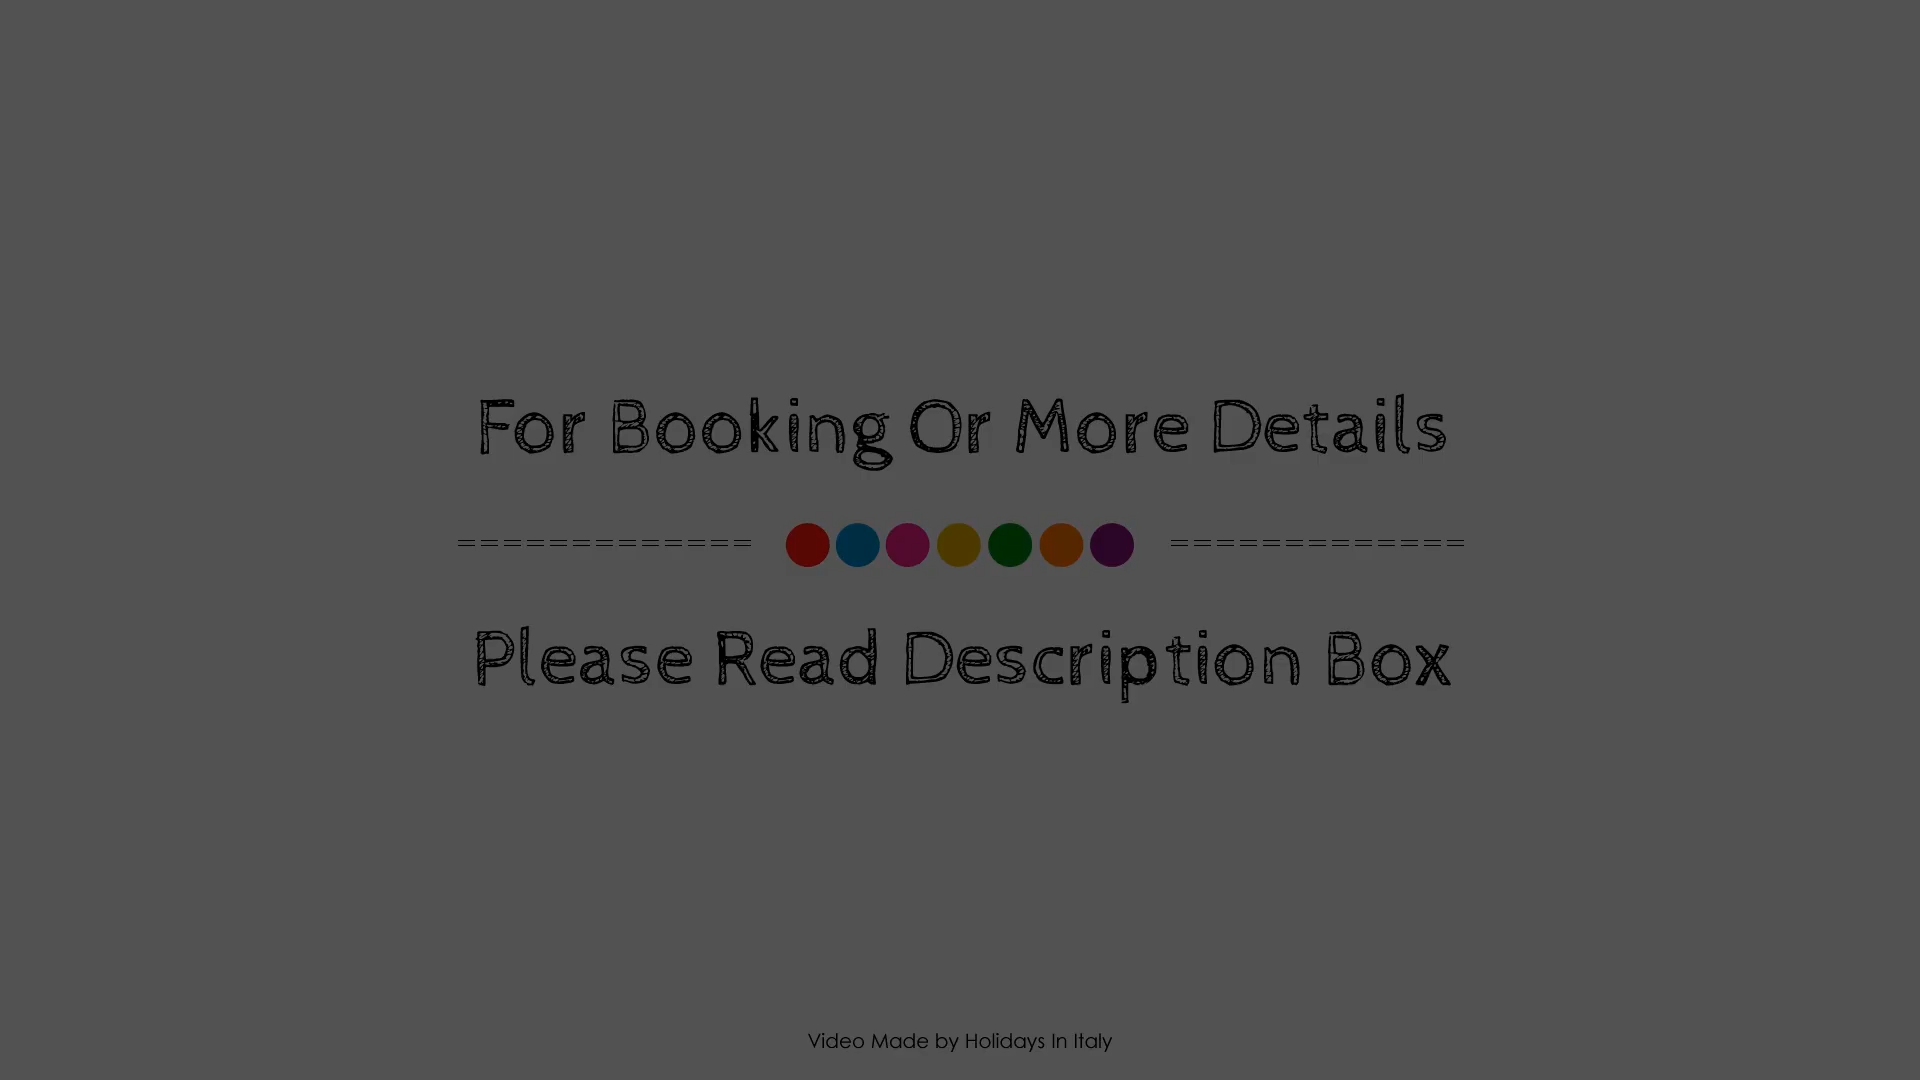 For Booking Or More Details
============= =============
Please Read Description Box
Video Made by Holidays In Italy